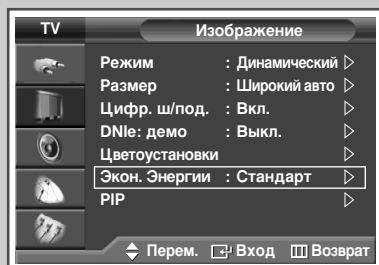 TV Изображение
Режим : Динамический
Размер : Широкий авто
Цифр. ш/под. : Вкл.
DNIe: демо : Выкл.
Цветоустановки
Экон. Энергии : Стандарт
PIP
Перем. Вход Возврат